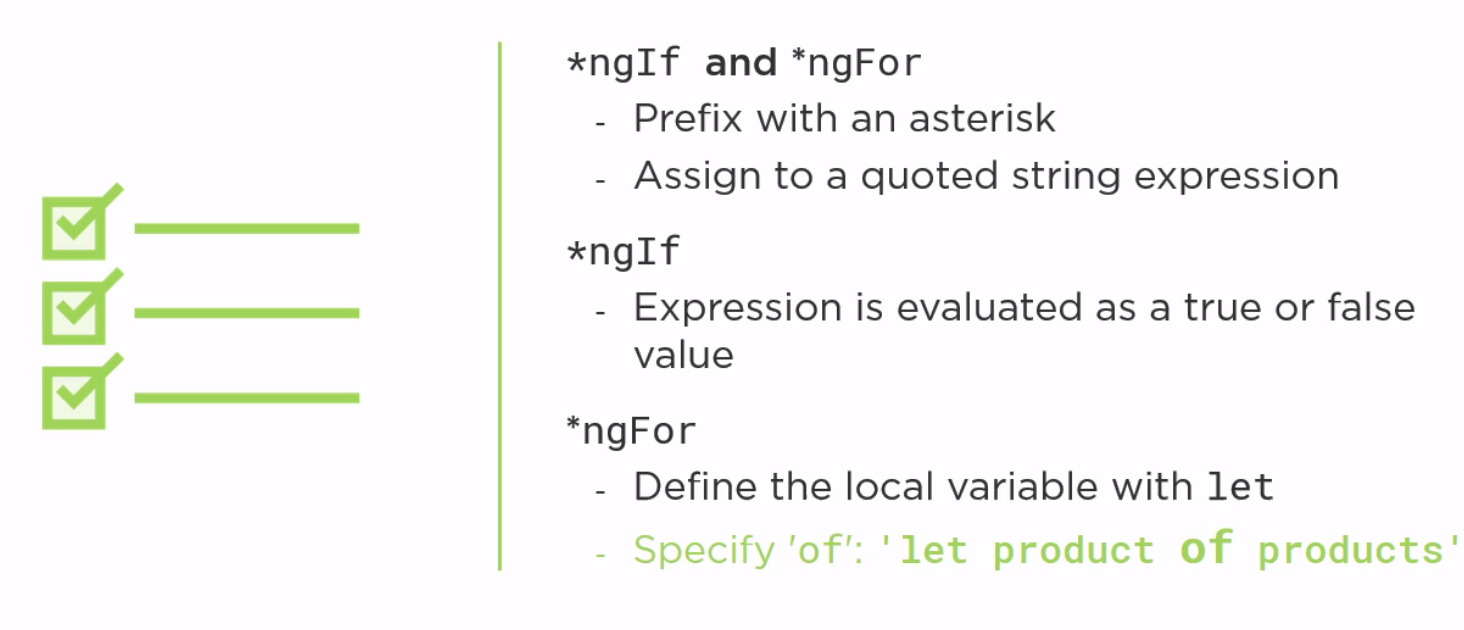 *ngIf and *ngFor
- Prefix with an asterisk
- Assign to a quoted string expression
*ngIf
- Expression is evaluated as a true or false
value
*ngFor
- Define the local variable with let
- Specify 'of': 'let product of products'